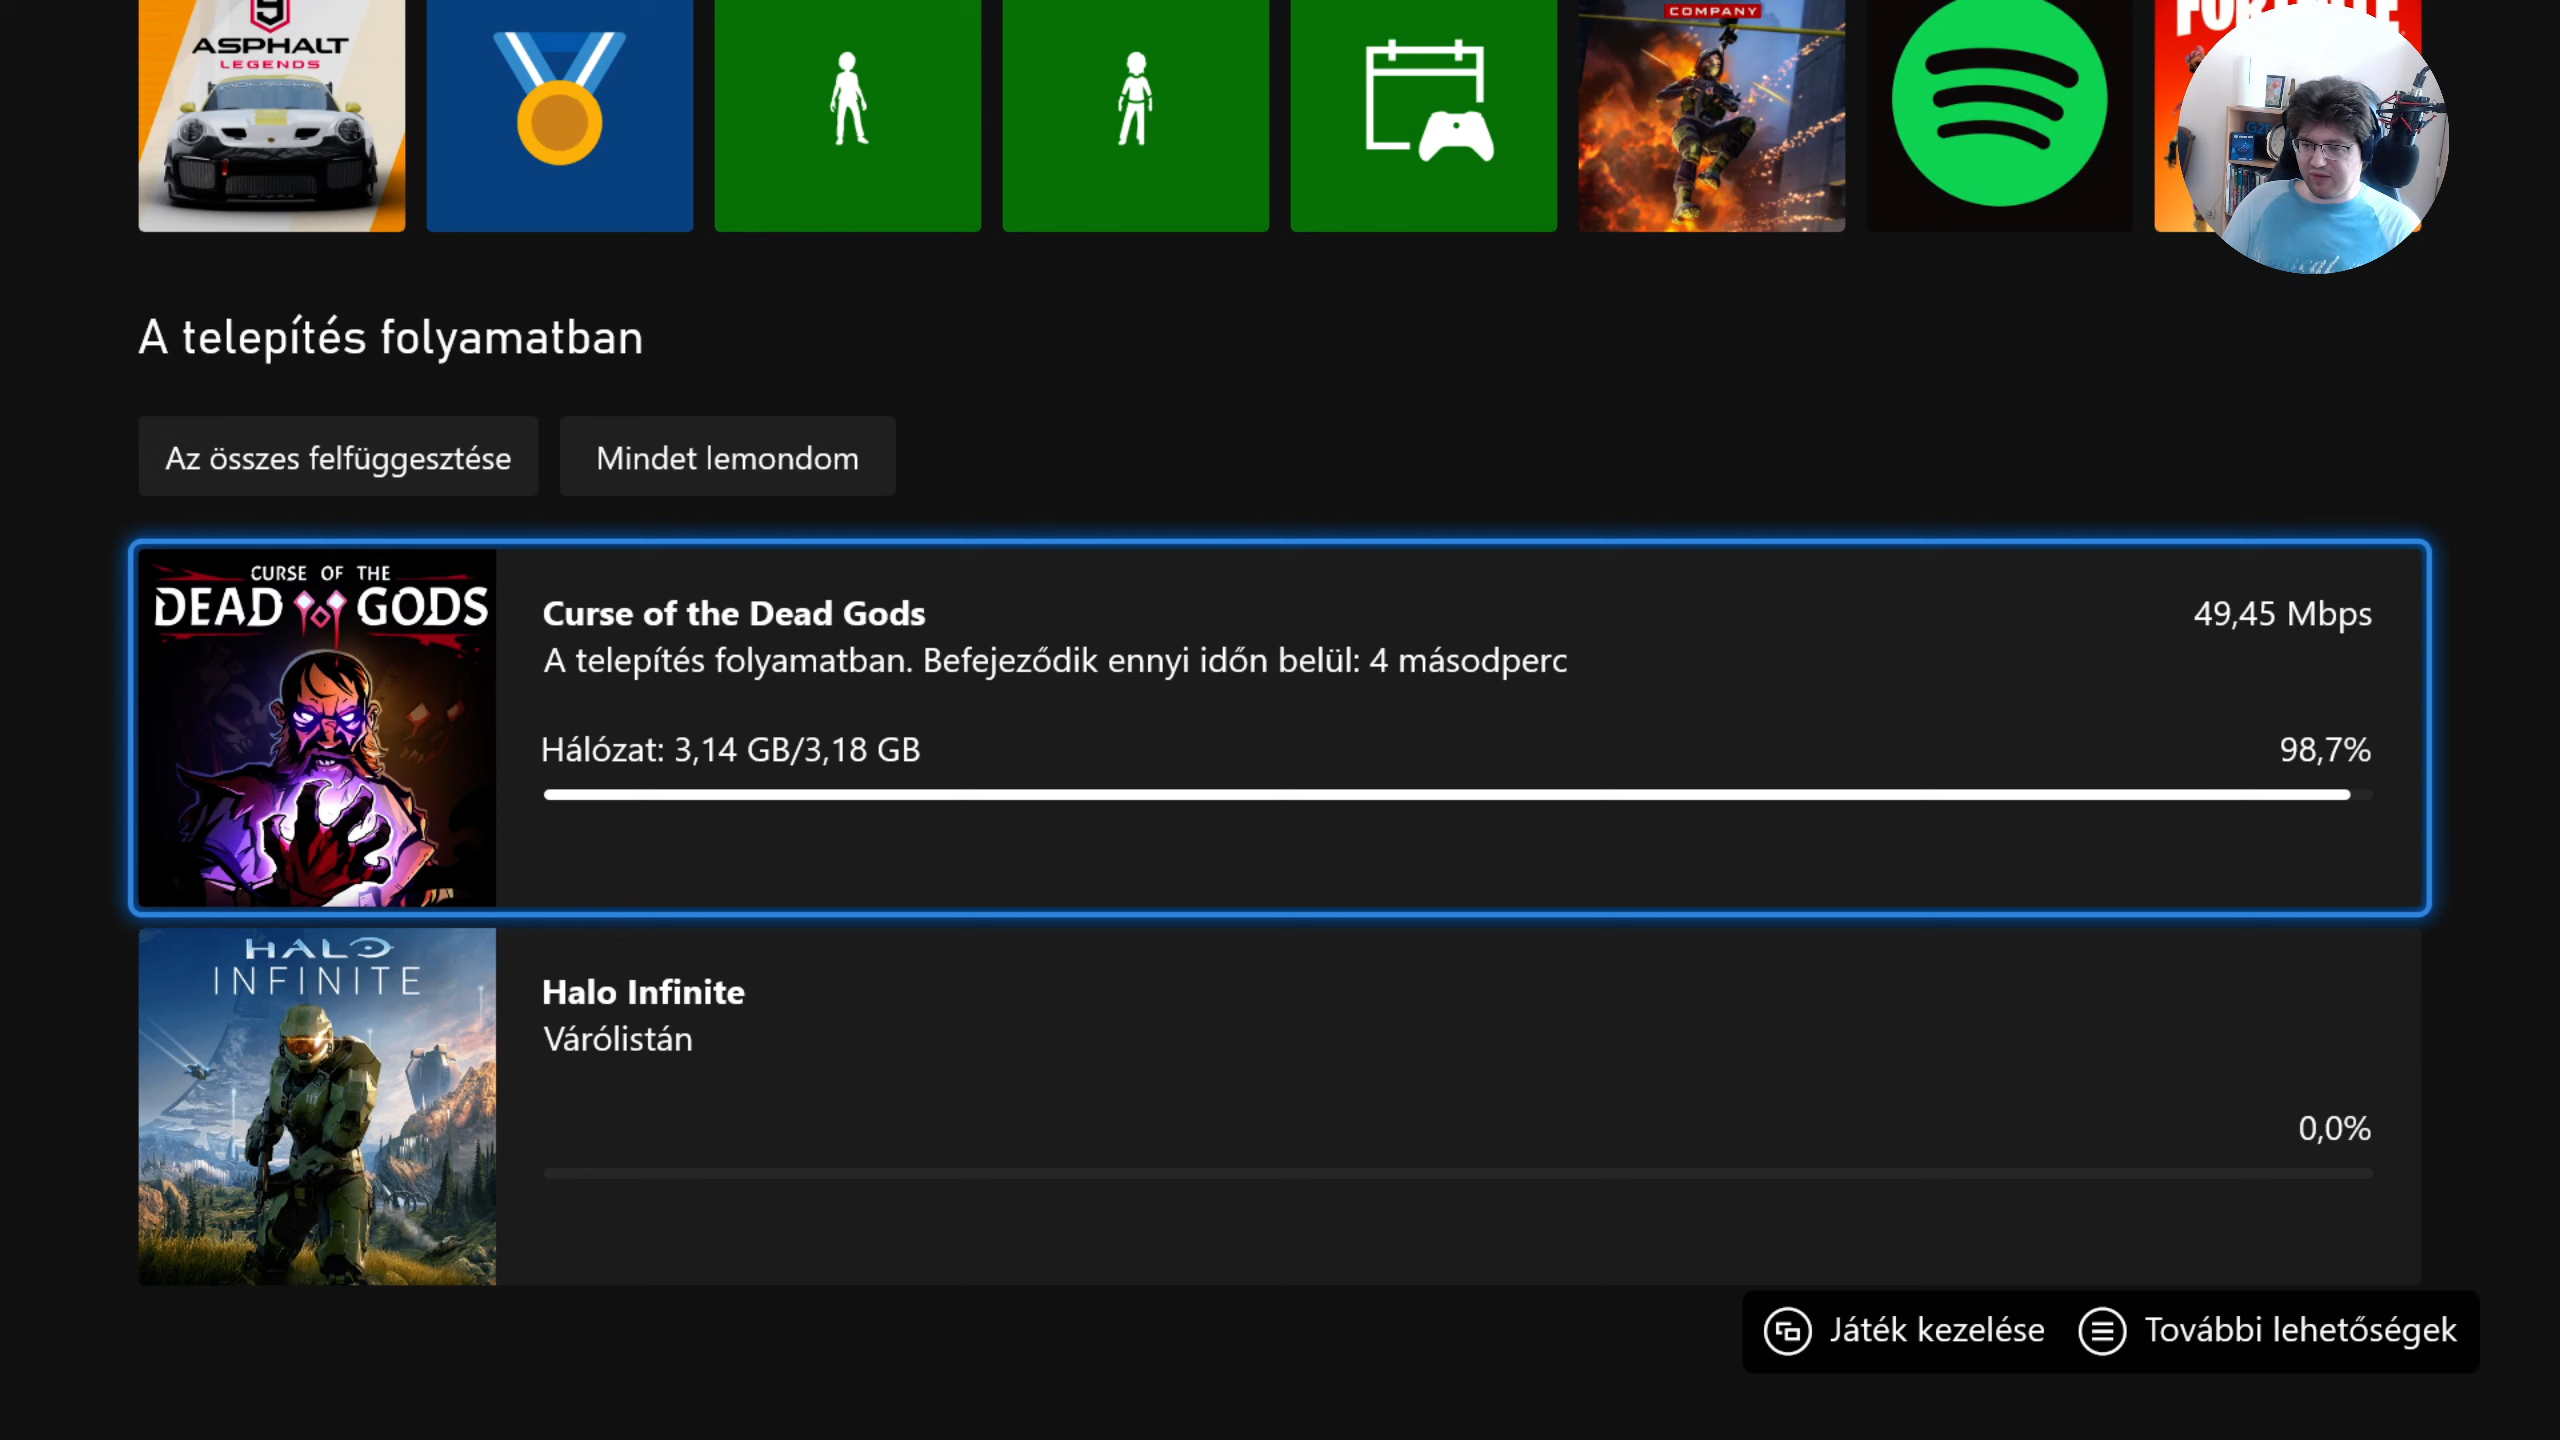 9
ASPHALT
LEGENDS
COMPANY
A telepítés folyamatban
Az összes felfüggesztése
Mindet lemondom
CURSE OF THE
DEAD GODS
Curse of the Dead Gods
49,45 Mbps
A telepítés folyamatban. Befejeződik ennyi időn belül: 4 másodperc
Hálózat: 3,14 GB/3,18 GB
98,7%
HALO
INFINITE
Halo Infinite
Várólistán
0,0%
Játék kezelése
További lehetőségek